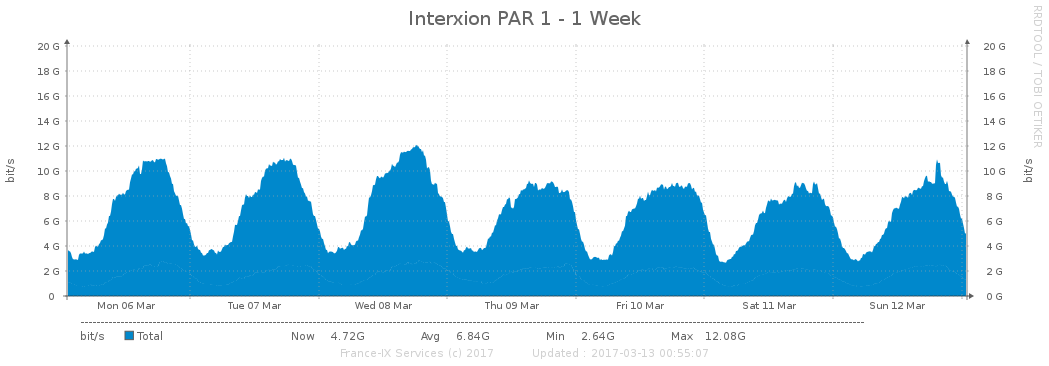 Interxion PAR 1 - 1 Week
RRDTOOL / TOBI OETIKER
bit/s
bit/s
20 G 20 G
18 G 18 G
16 G 16 G
14 G 14 G
12 G 12 G
10 G 10 G
8 G 8 G
6 G 6 G
4 G 4 G
2 G 2 G
0 0 G
Mon 06 Mar Tue 07 Mar Wed 08 Mar Thu 09 Mar Fri 10 Mar Sat 11 Mar Sun 12 Mar
bit/s Total Now 4.72G Avg 6.84G Min 2.64G Max 12.08G
France-IX Services (c) 2017 Updated : 2017-03-13 00:55:07